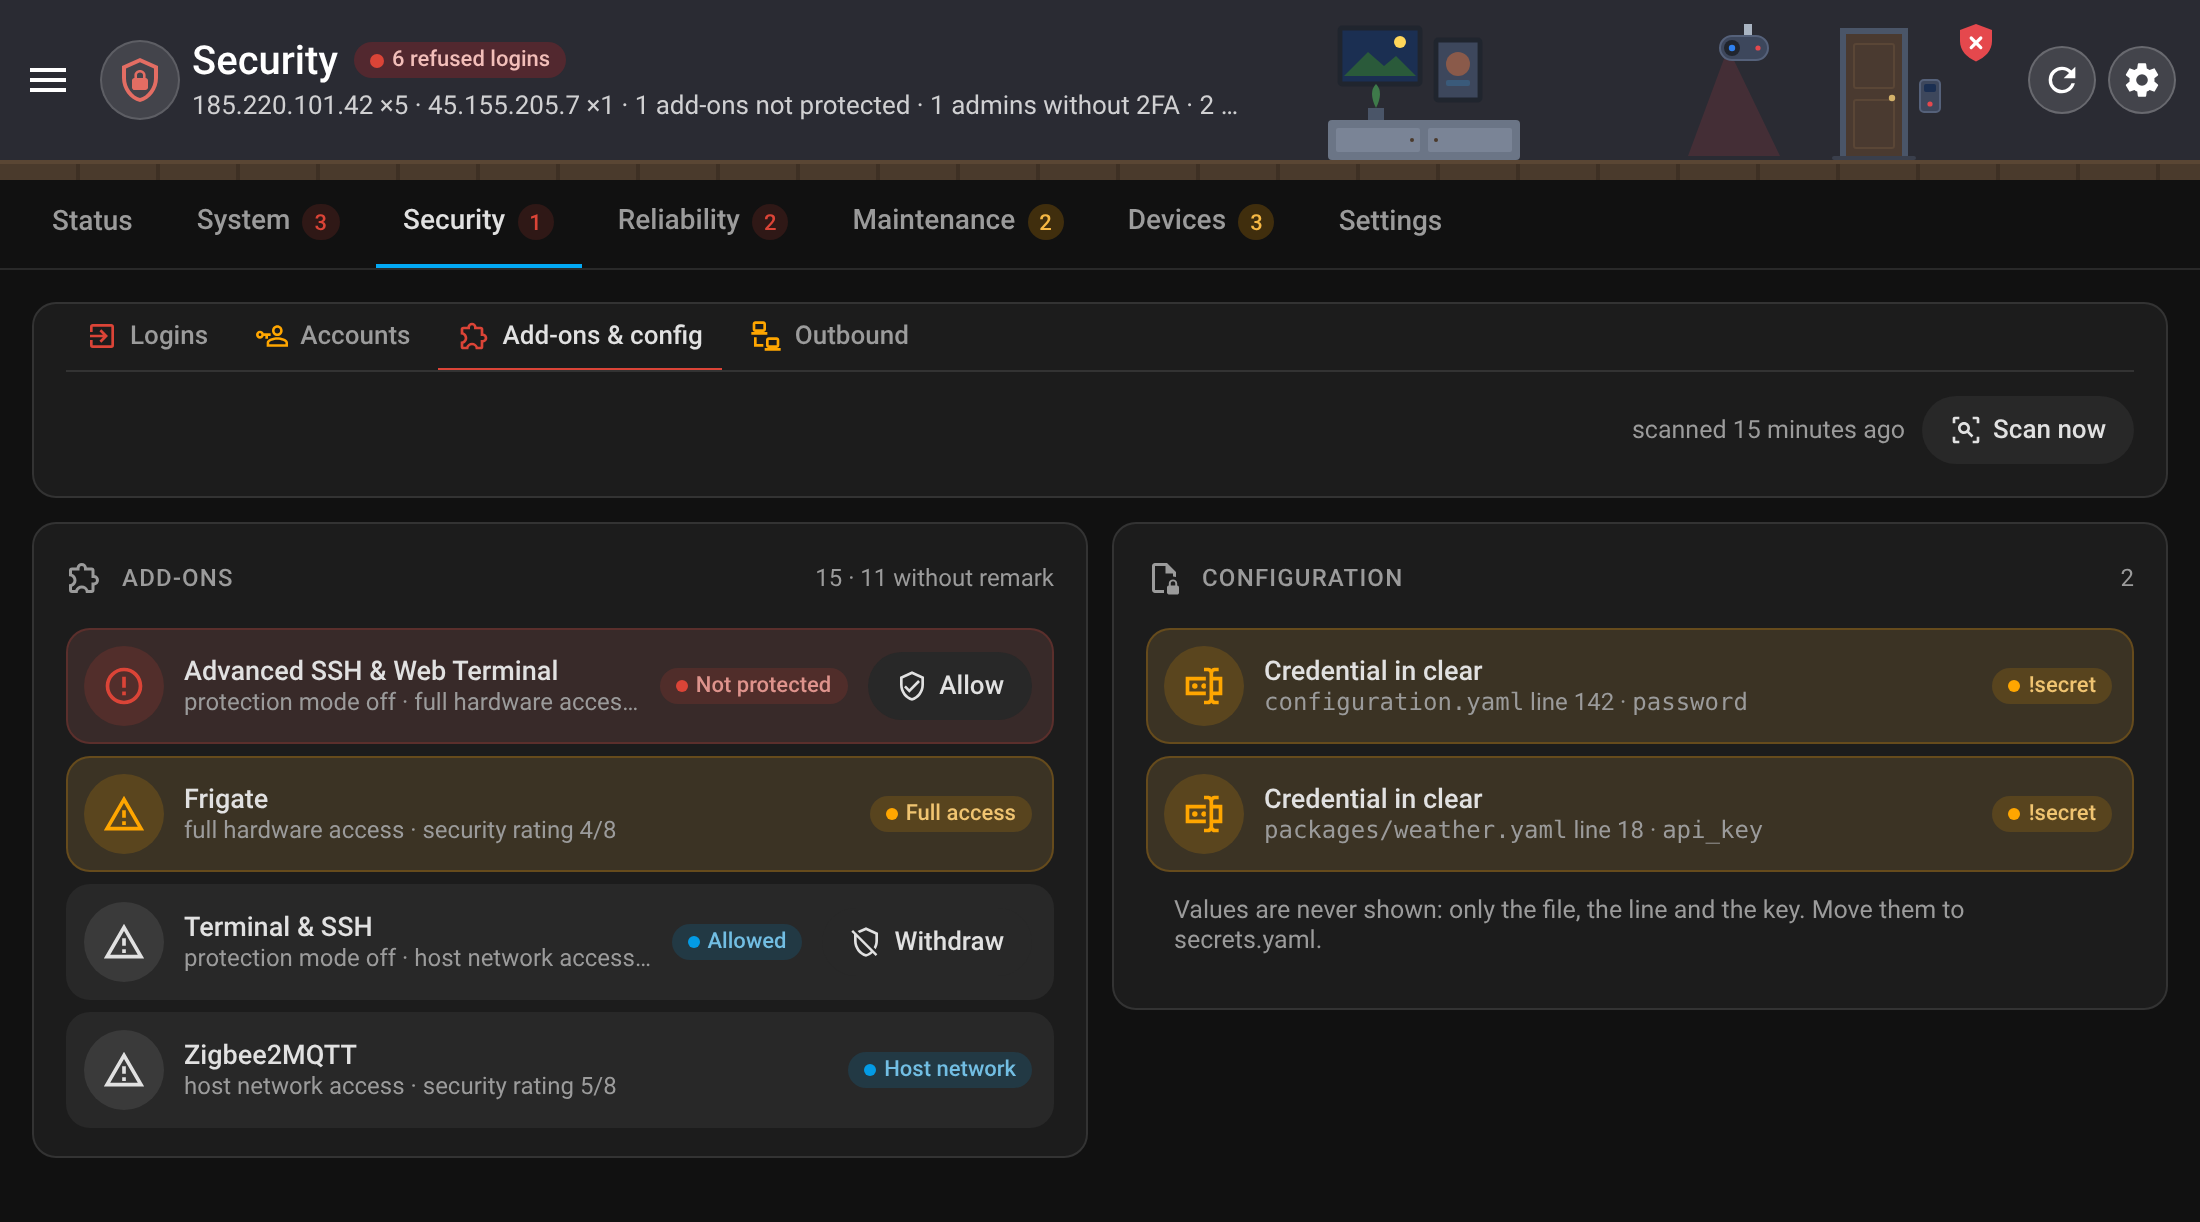 Security
6 refused logins
185.220.101.42 ×5 · 45.155.205.7 ×1 · 1 add-ons not protected · 1 admins without 2FA · 2 ...
Status
System 3
Security 1
Reliability 2
Maintenance 2
Devices 3
Settings
Logins
Accounts
Add-ons & config
Outbound
scanned 15 minutes ago
Scan now
ADD-ONS
15 · 11 without remark
Advanced SSH & Web Terminal
protection mode off · full hardware acces...
Not protected
Allow
Frigate
full hardware access · security rating 4/8
Full access
Terminal & SSH
protection mode off · host network access...
Allowed
Withdraw
Zigbee2MQTT
host network access · security rating 5/8
Host network
CONFIGURATION
2
Credential in clear
configuration.yaml line 142 · password
!secret
Credential in clear
packages/weather.yaml line 18 · api_key
!secret
Values are never shown: only the file, the line and the key. Move them to
secrets.yaml.